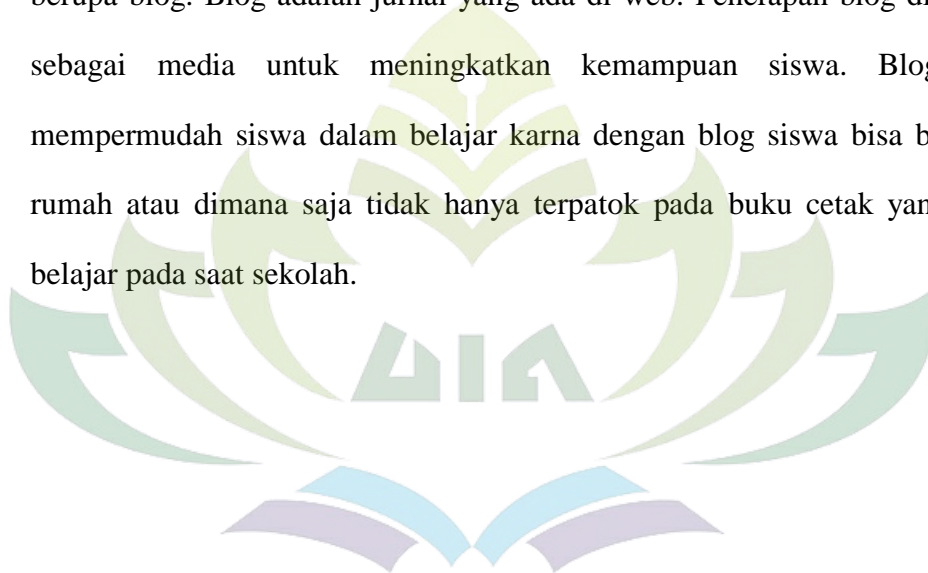 berupa blog. Blog adalah jurnal yang ada di web. Penerapan blog
sebagai media untuk meningkatkan kemampuan siswa. Blog
mempermudah siswa dalam belajar karna dengan blog siswa bisa
rumah atau dimana saja tidak hanya terpatok pada buku cetak
belajar pada saat sekolah.
UIN